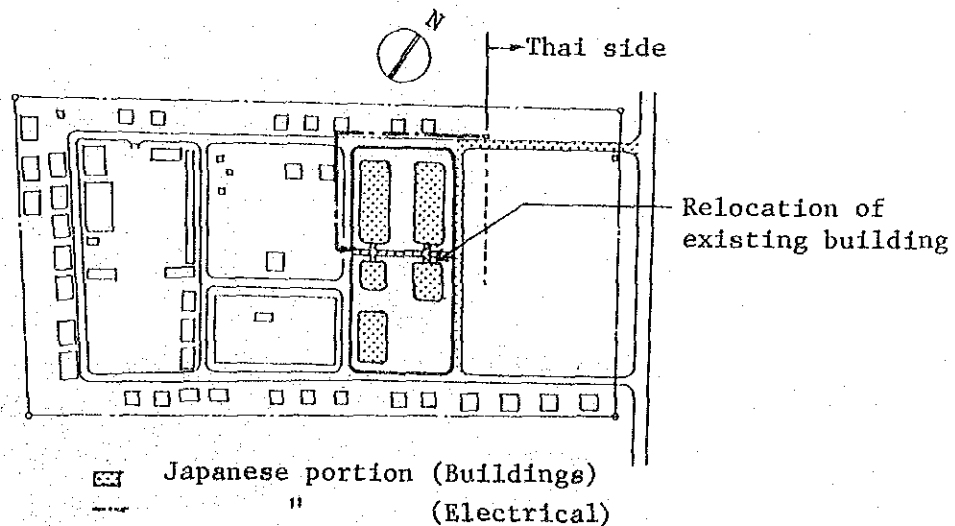 N
Thai side
Relocation of
existing building
Japanese portion (Buildings)
" (Electrical)